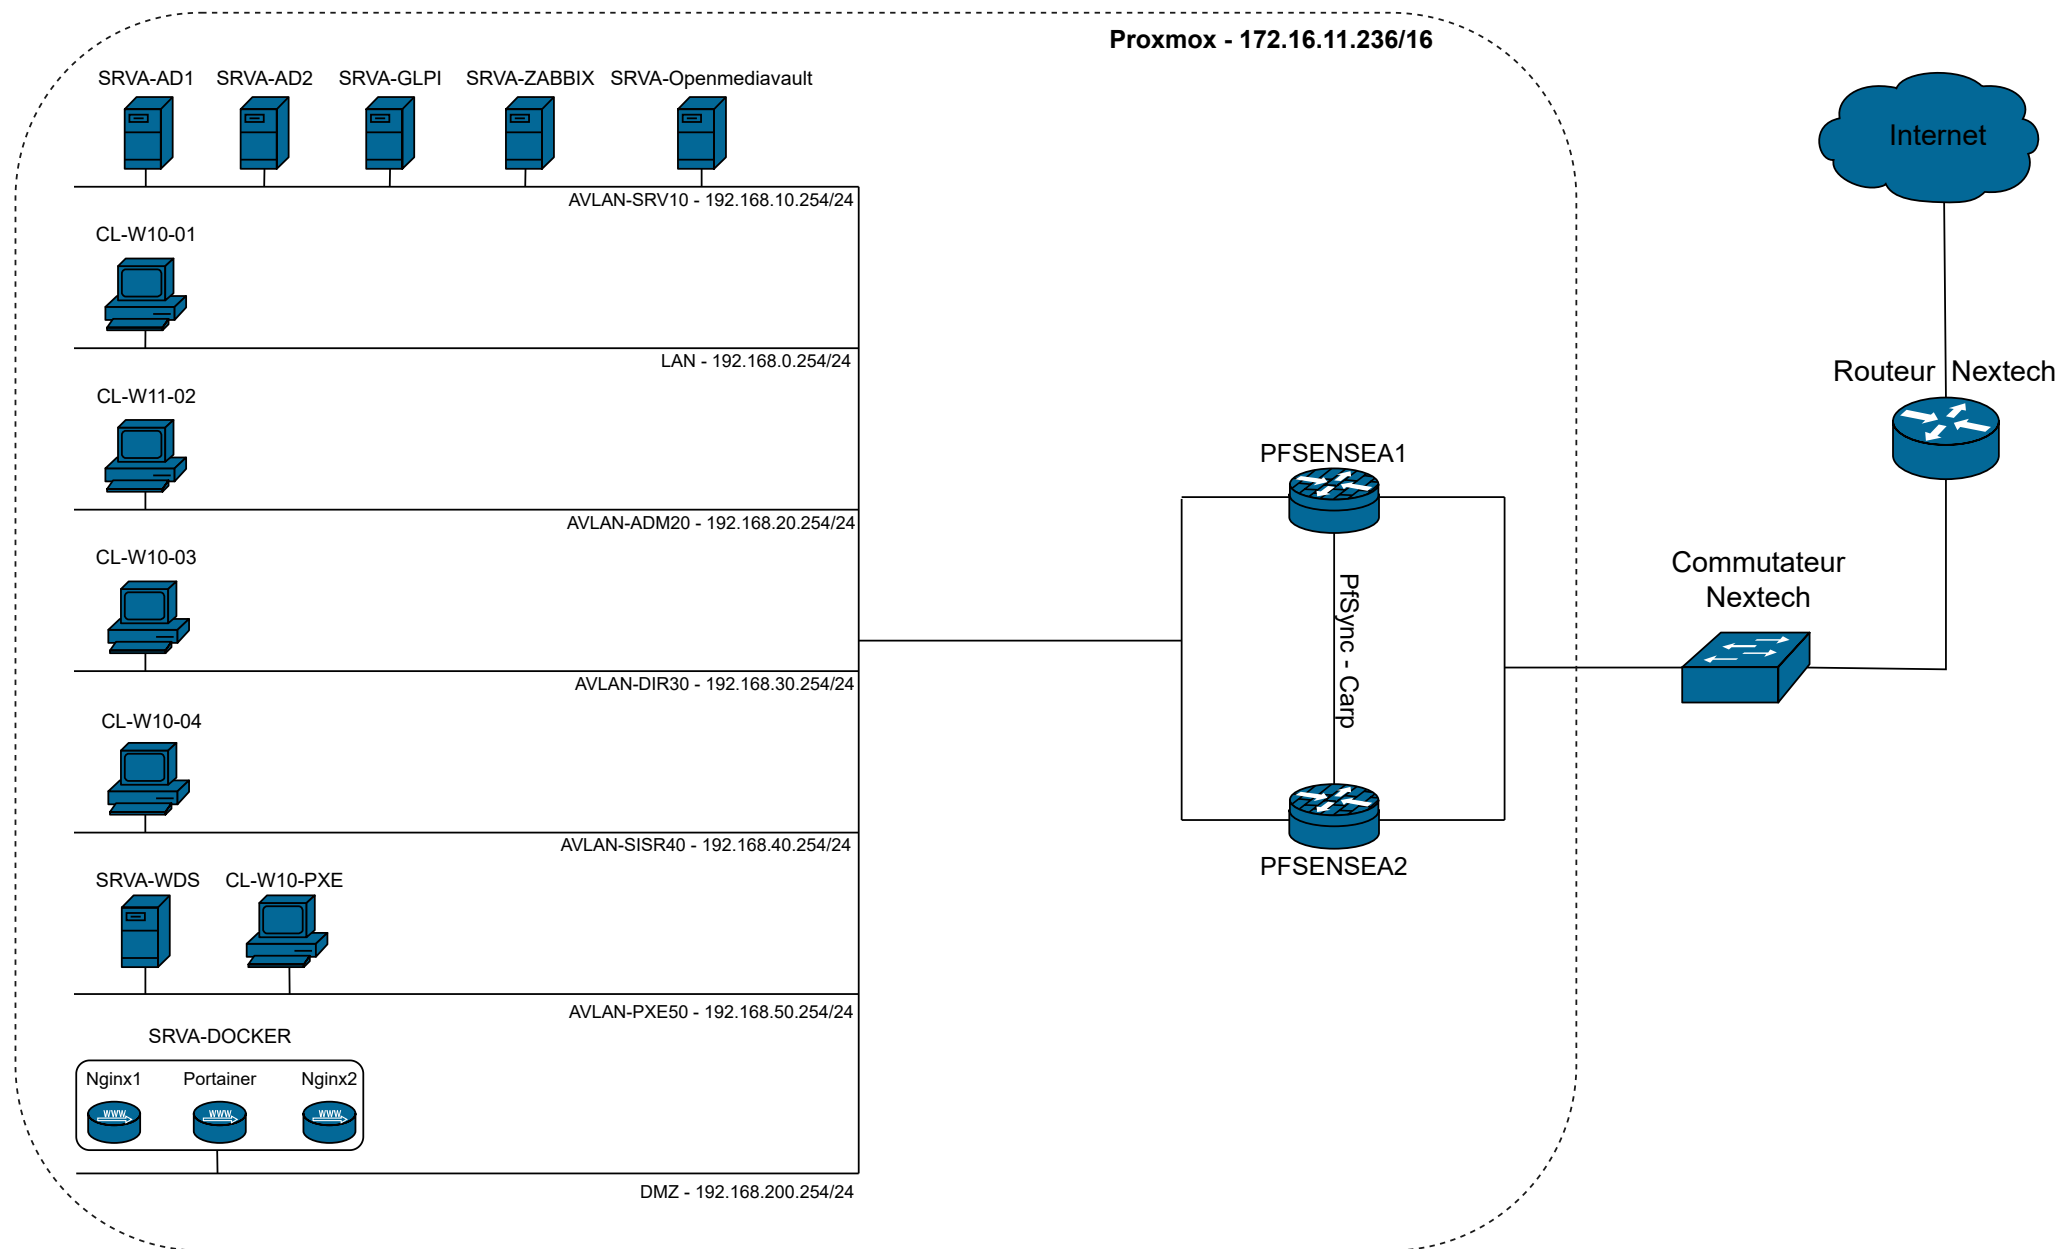 Proxmox - 172.16.11.236/16
SRVA-AD1
SRVA-AD2
SRVA-GLPI
SRVA-ZABBIX
SRVA-Openmediavault
AVLAN-SRV10 - 192.168.10.254/24
CL-W10-01
LAN - 192.168.0.254/24
CL-W11-02
AVLAN-ADM20 - 192.168.20.254/24
CL-W10-03
AVLAN-DIR30 - 192.168.30.254/24
CL-W10-04
AVLAN-SISR40 - 192.168.40.254/24
SRVA-WDS
CL-W10-PXE
AVLAN-PXE50 - 192.168.50.254/24
SRVA-DOCKER
Nginx1
Portainer
Nginx2
WWW
WWW
WWW
DMZ - 192.168.200.254/24
PFSENSEA1
PfSync - Carp
PFSENSEA2
Internet
Routeur Nextech
Commutateur
Nextech